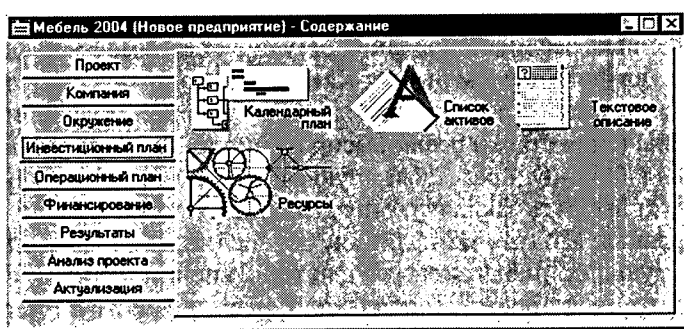 Мебель 2004 (Новое предприятие) - Содержание
Проект
Компания
Окружение
Инвестиционный план
Операционный план
Финансирование
Результаты
Анализ проекта
Актуализация
Календарный
план
Список
активов
Текстовое
описание
Ресурсы